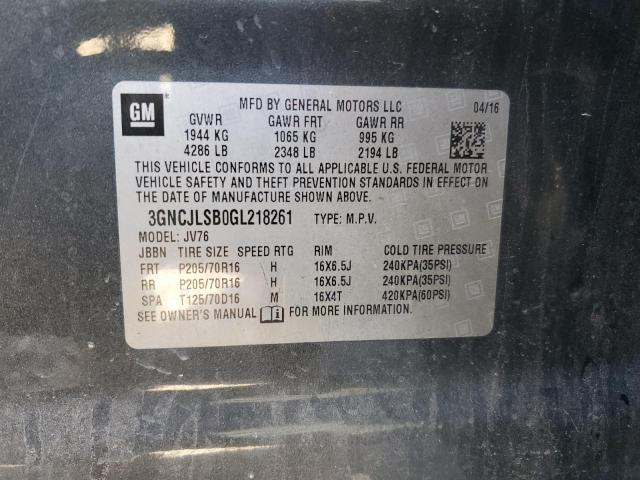 GM
MFD BY GENERAL MOTORS LLC 04/16
GVWR GAWR FRT GAWR RR
1944 KG 1065 KG 995 KG
4286 LB 2348 LB 2194 LB
THIS VEHICLE CONFORMS TO ALL APPLICABLE U.S. FEDERAL MOTOR
VEHICLE SAFETY AND THEFT PREVENTION STANDARDS IN EFFECT ON
THE DATE OF MANUFACTURE SHOWN ABOVE.
3GNCJLSB0GL218261 TYPE: M.P.V.
MODEL: JV76
JBBN TIRE SIZE SPEED RTG RIM COLD TIRE PRESSURE
FRT P205/70R16 H 16X6.5J 240KPA(35PSI)
RR P205/70R16 H 16X6.5J 240KPA(35PSI)
SPA T125/70D16 M 16X4T 420KPA(60PSI)
SEE OWNER'S MANUAL FOR MORE INFORMATION.